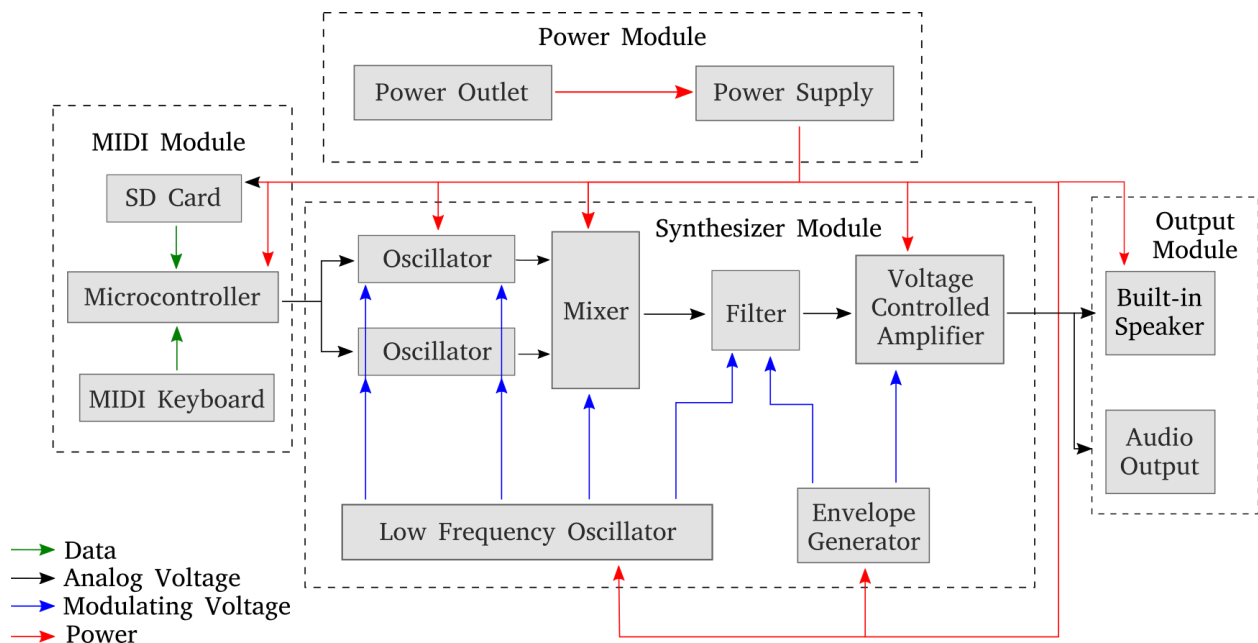 Power Module
Power Outlet
Power Supply
MIDI Module
SD Card
Microcontroller
MIDI Keyboard
Synthesizer Module
Oscillator
Oscillator
Mixer
Filter
Voltage
Controlled
Amplifier
Low Frequency Oscillator
Envelope
Generator
Output
Module
Built-in
Speaker
Audio
Output
Data
Analog Voltage
Modulating Voltage
Power